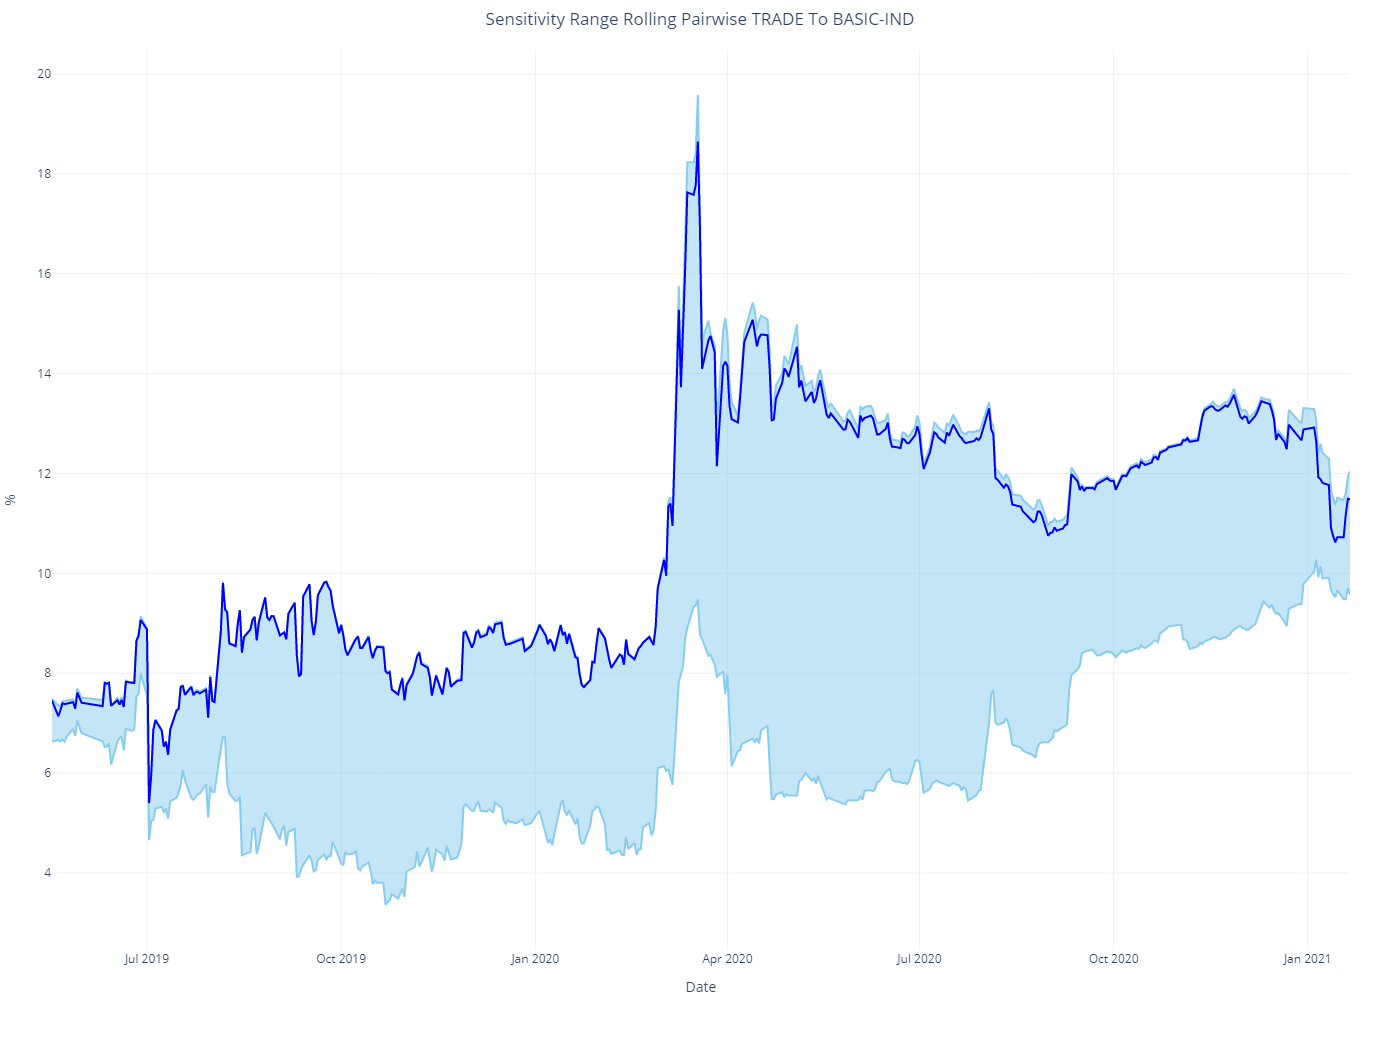 Sensitivity Range Rolling Pairwise TRADE To BASIC-IND
20
18
16
14
12
10
8
6
4
%
Jul 2019
Oct 2019
Jan 2020
Apr 2020
Jul 2020
Oct 2020
Jan 2021
Date